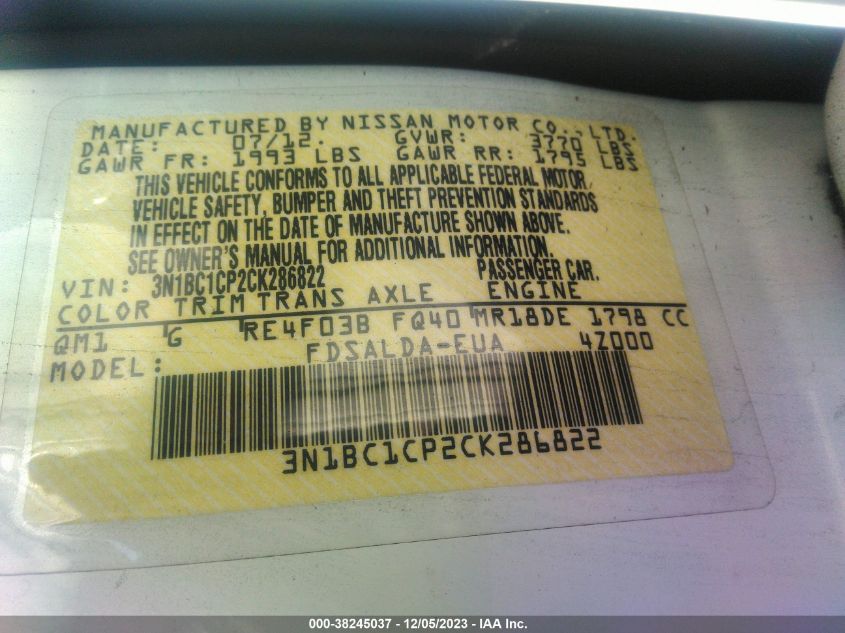 MANUFACTURED BY NISSAN MOTOR CO.,LTD.
DATE: 07/12. GVWR: 3770 LBS
GAWR FR: 1993 LBS GAWR RR: 1795 LBS
THIS VEHICLE CONFORMS TO ALL APPLICABLE FEDERAL MOTOR
VEHICLE SAFETY, BUMPER AND THEFT PREVENTION STANDARDS
IN EFFECT ON THE DATE OF MANUFACTURE SHOWN ABOVE.
SEE OWNER'S MANUAL FOR ADDITIONAL INFORMATION.
VIN: 3N1BC1CP2CK286822 PASSENGER CAR.
COLOR TRIM TRANS AXLE ENGINE
QM1 G RE4F03B FQ40 MR18DE 1798 CC
MODEL: FDSALDA-EUA 4Z000
3N1BC1CP2CK286822
000-38245037 - 12/05/2023 - IAA Inc.